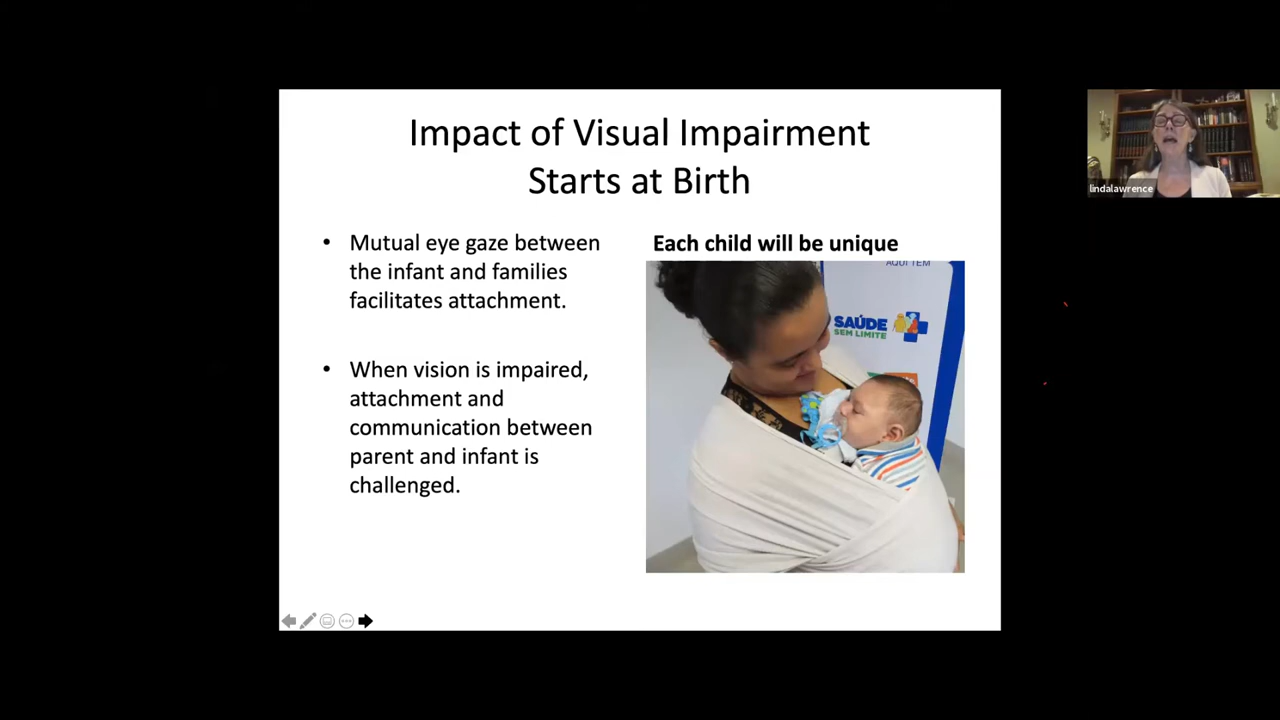 Impact of Visual Impairment
Starts at Birth
• Mutual eye gaze between
the infant and families
facilitates attachment.
• When vision is impaired,
attachment and
communication between
parent and infant is
challenged.
Each child will be unique
AQUI TEM
SAÚDE
SEM LIMITE
lindalawrence